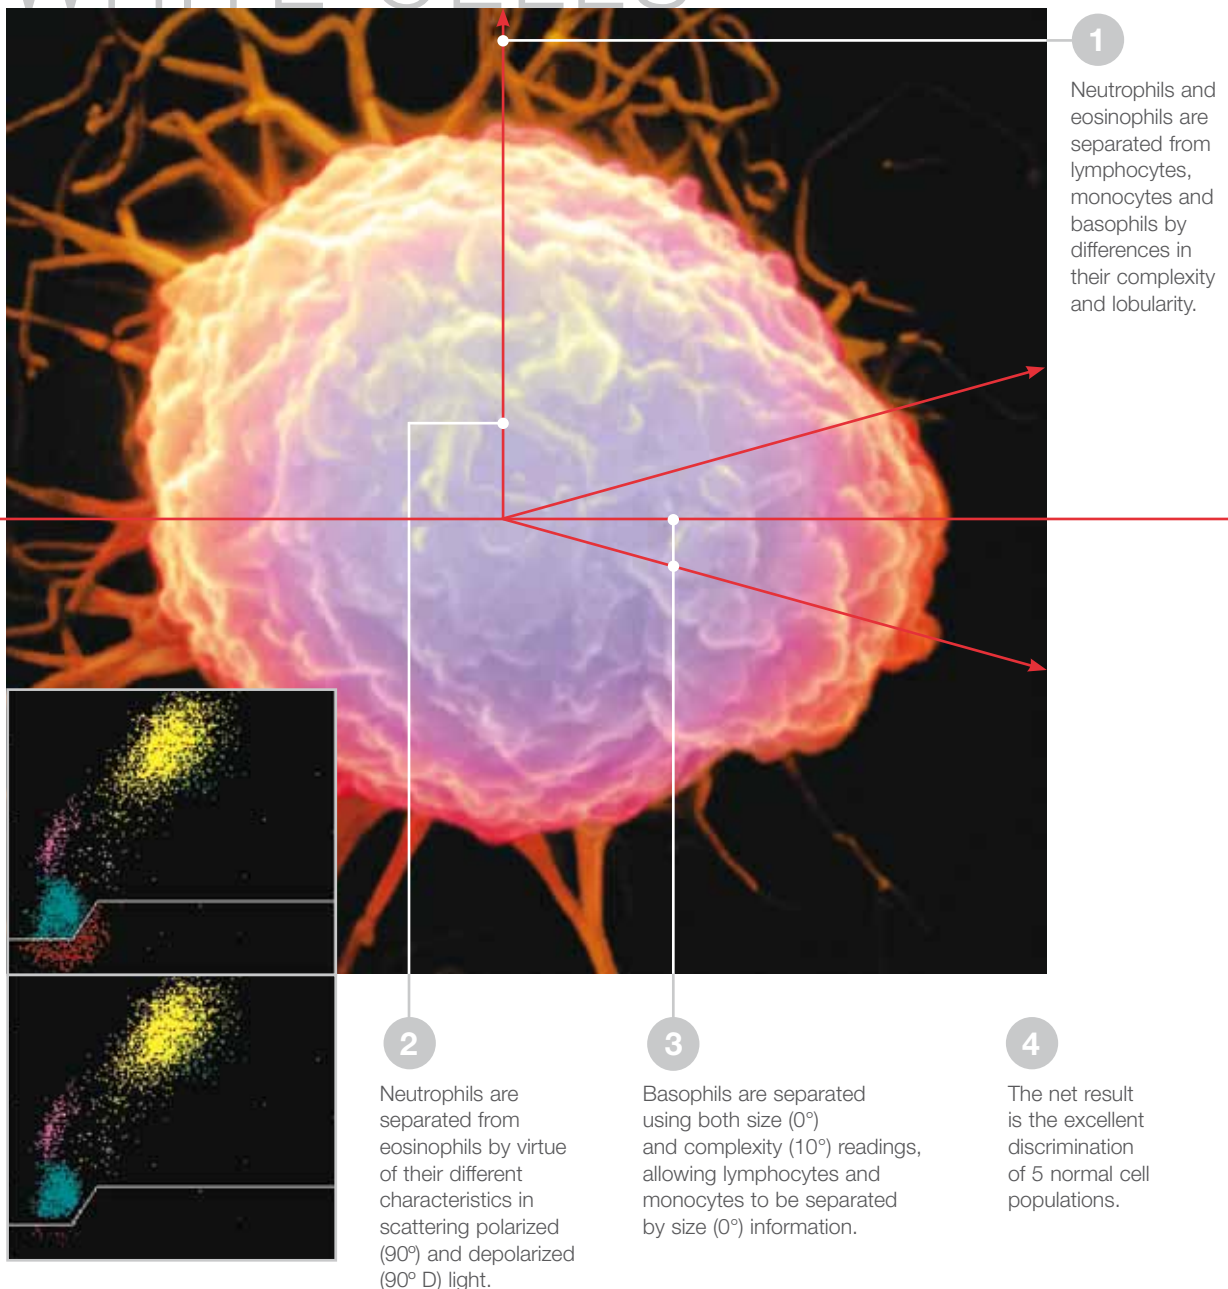 WHITE CELLS
1
Neutrophils and
eosinophils are
separated from
lymphocytes,
monocytes and
basophils by
differences in
their complexity
and lobularity.
2
Neutrophils are
separated from
eosinophils by virtue
of their different
characteristics in
scattering polarized
(90º) and depolarized
(90º D) light.
3
Basophils are separated
using both size (0°)
and complexity (10°) readings,
allowing lymphocytes and
monocytes to be separated
by size (0°) information.
4
The net result
is the excellent
discrimination
of 5 normal cell
populations.